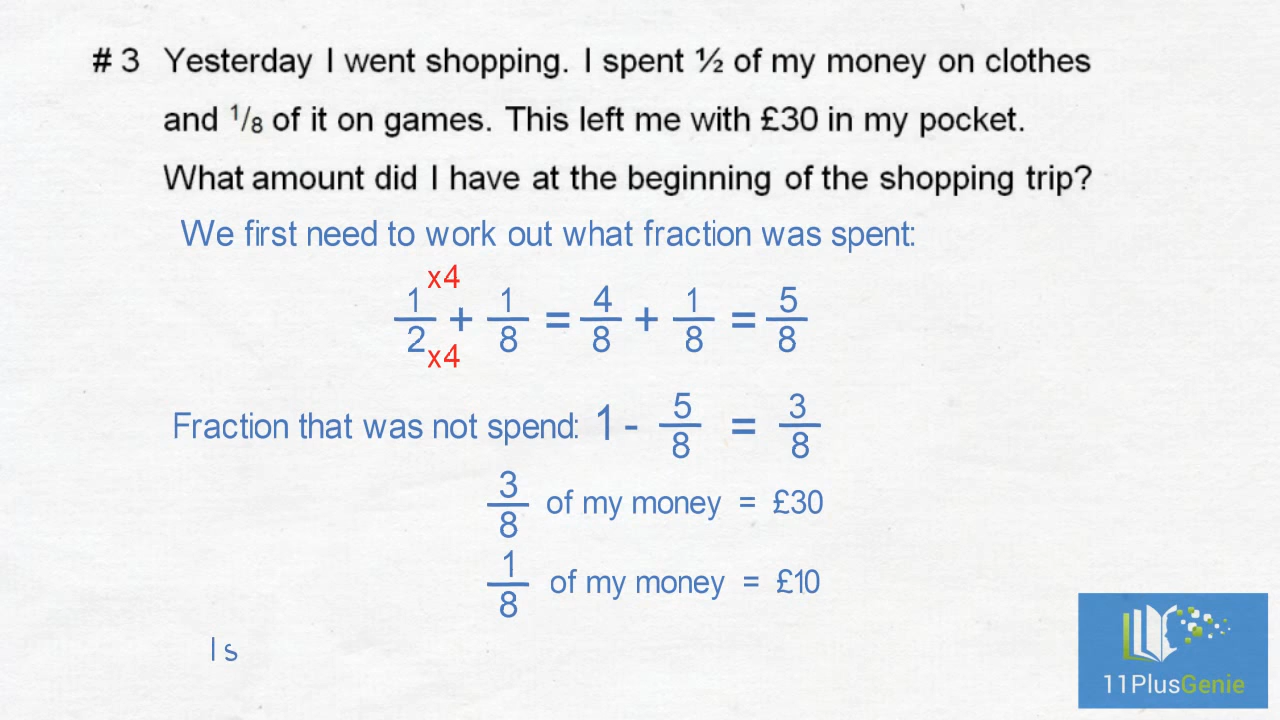 # 3 Yesterday I went shopping. I spent ½ of my money on clothes
and 1/8 of it on games. This left me with £30 in my pocket.
What amount did I have at the beginning of the shopping trip?
We first need to work out what fraction was spent:
x4
1/2 + 1/8 = 4/8 + 1/8 = 5/8
x4
Fraction that was not spend: 1 - 5/8 = 3/8
3/8 of my money = £30
1/8 of my money = £10
I s
11PlusGenie